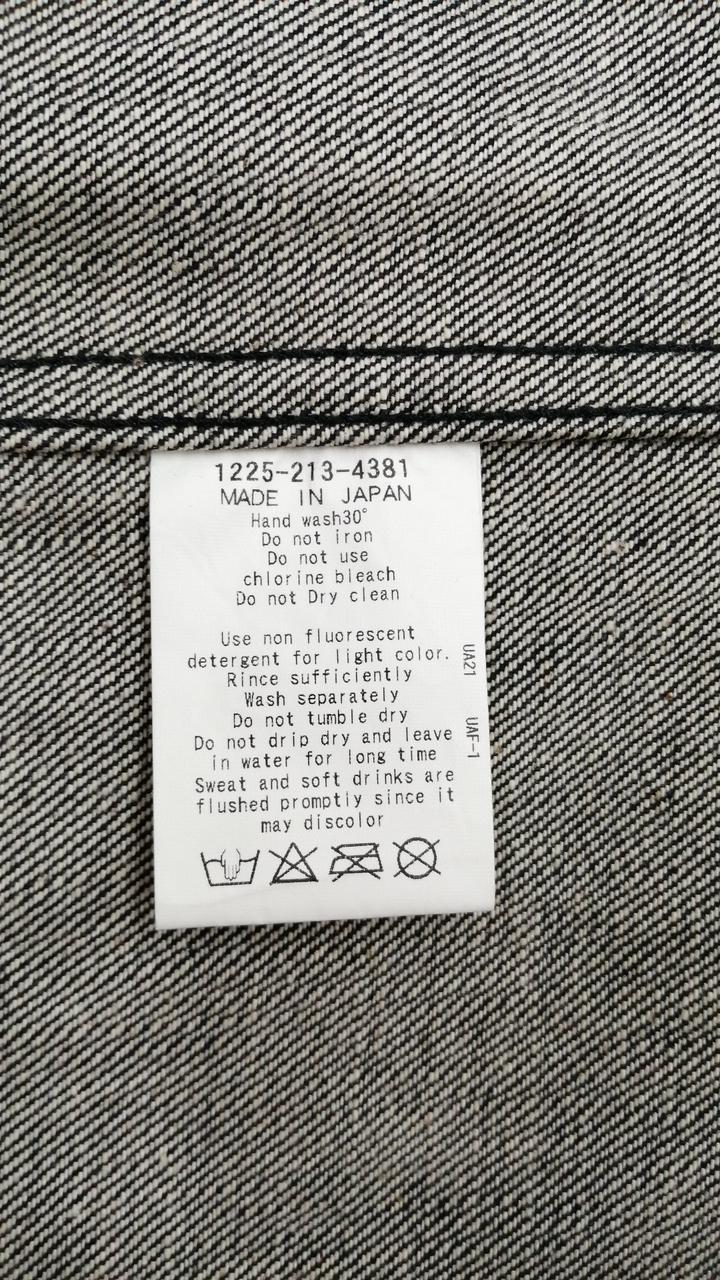 1225-213-4381
MADE IN JAPAN
Hand wash30°
Do not iron
Do not use
chlorine bleach
Do not Dry clean
Use non fluorescent
detergent for light color.
Rince sufficiently
Wash separately
Do not tumble dry
Do not drip dry and leave
in water for long time
Sweat and soft drinks are
flushed promptiy since it
may discolor
UA21
UAF-1